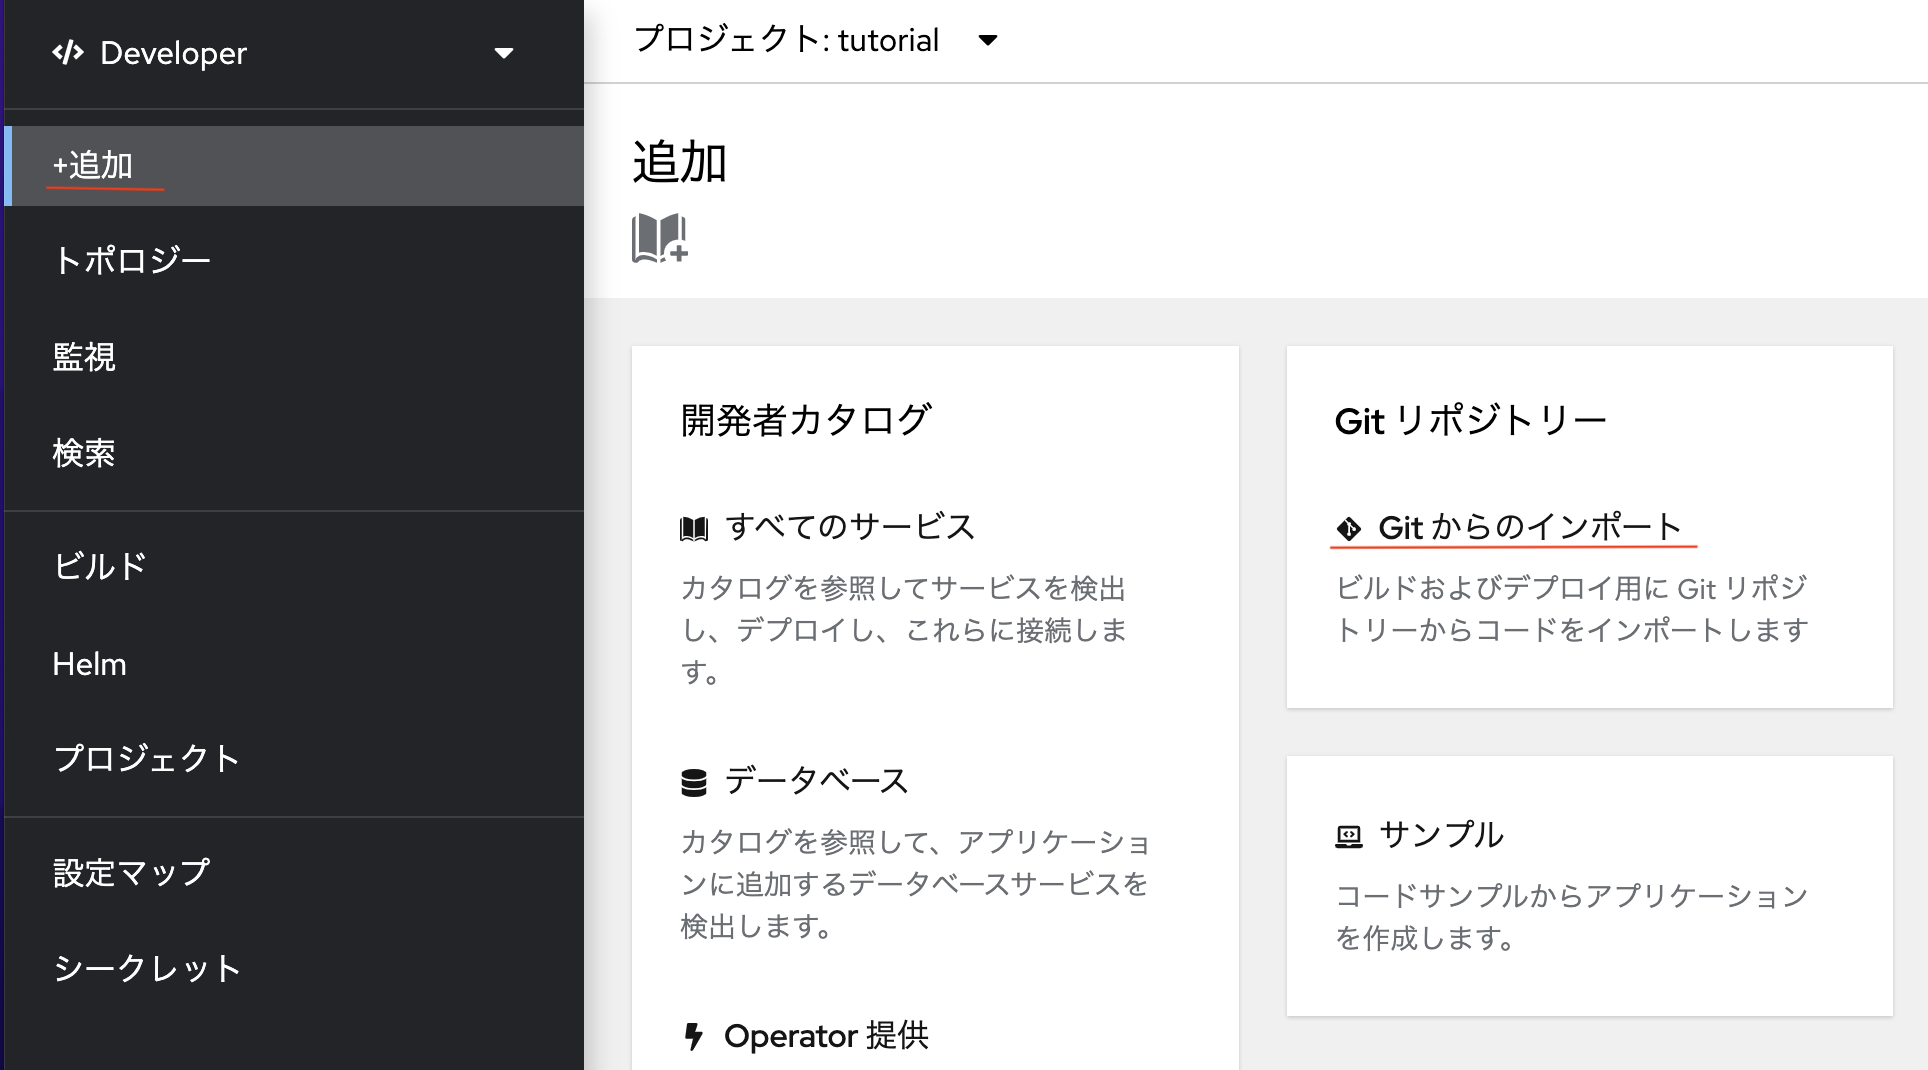 Developer
+追加
トポロジー
監視
検索
ビルド
Helm
プロジェクト
設定マップ
シークレット
プロジェクト: tutorial
追加
開発者カタログ
すべてのサービス
カタログを参照してサービスを検出
し、デプロイし、これらに接続しま
す。
データベース
カタログを参照して、アプリケーショ
ンに追加するデータベースサービスを
検出します。
Operator 提供
Git リポジトリー
Git からのインポート
ビルドおよびデプロイ用に Git リポジ
トリーからコードをインポートします
サンプル
コードサンプルからアプリケーション
を作成します。